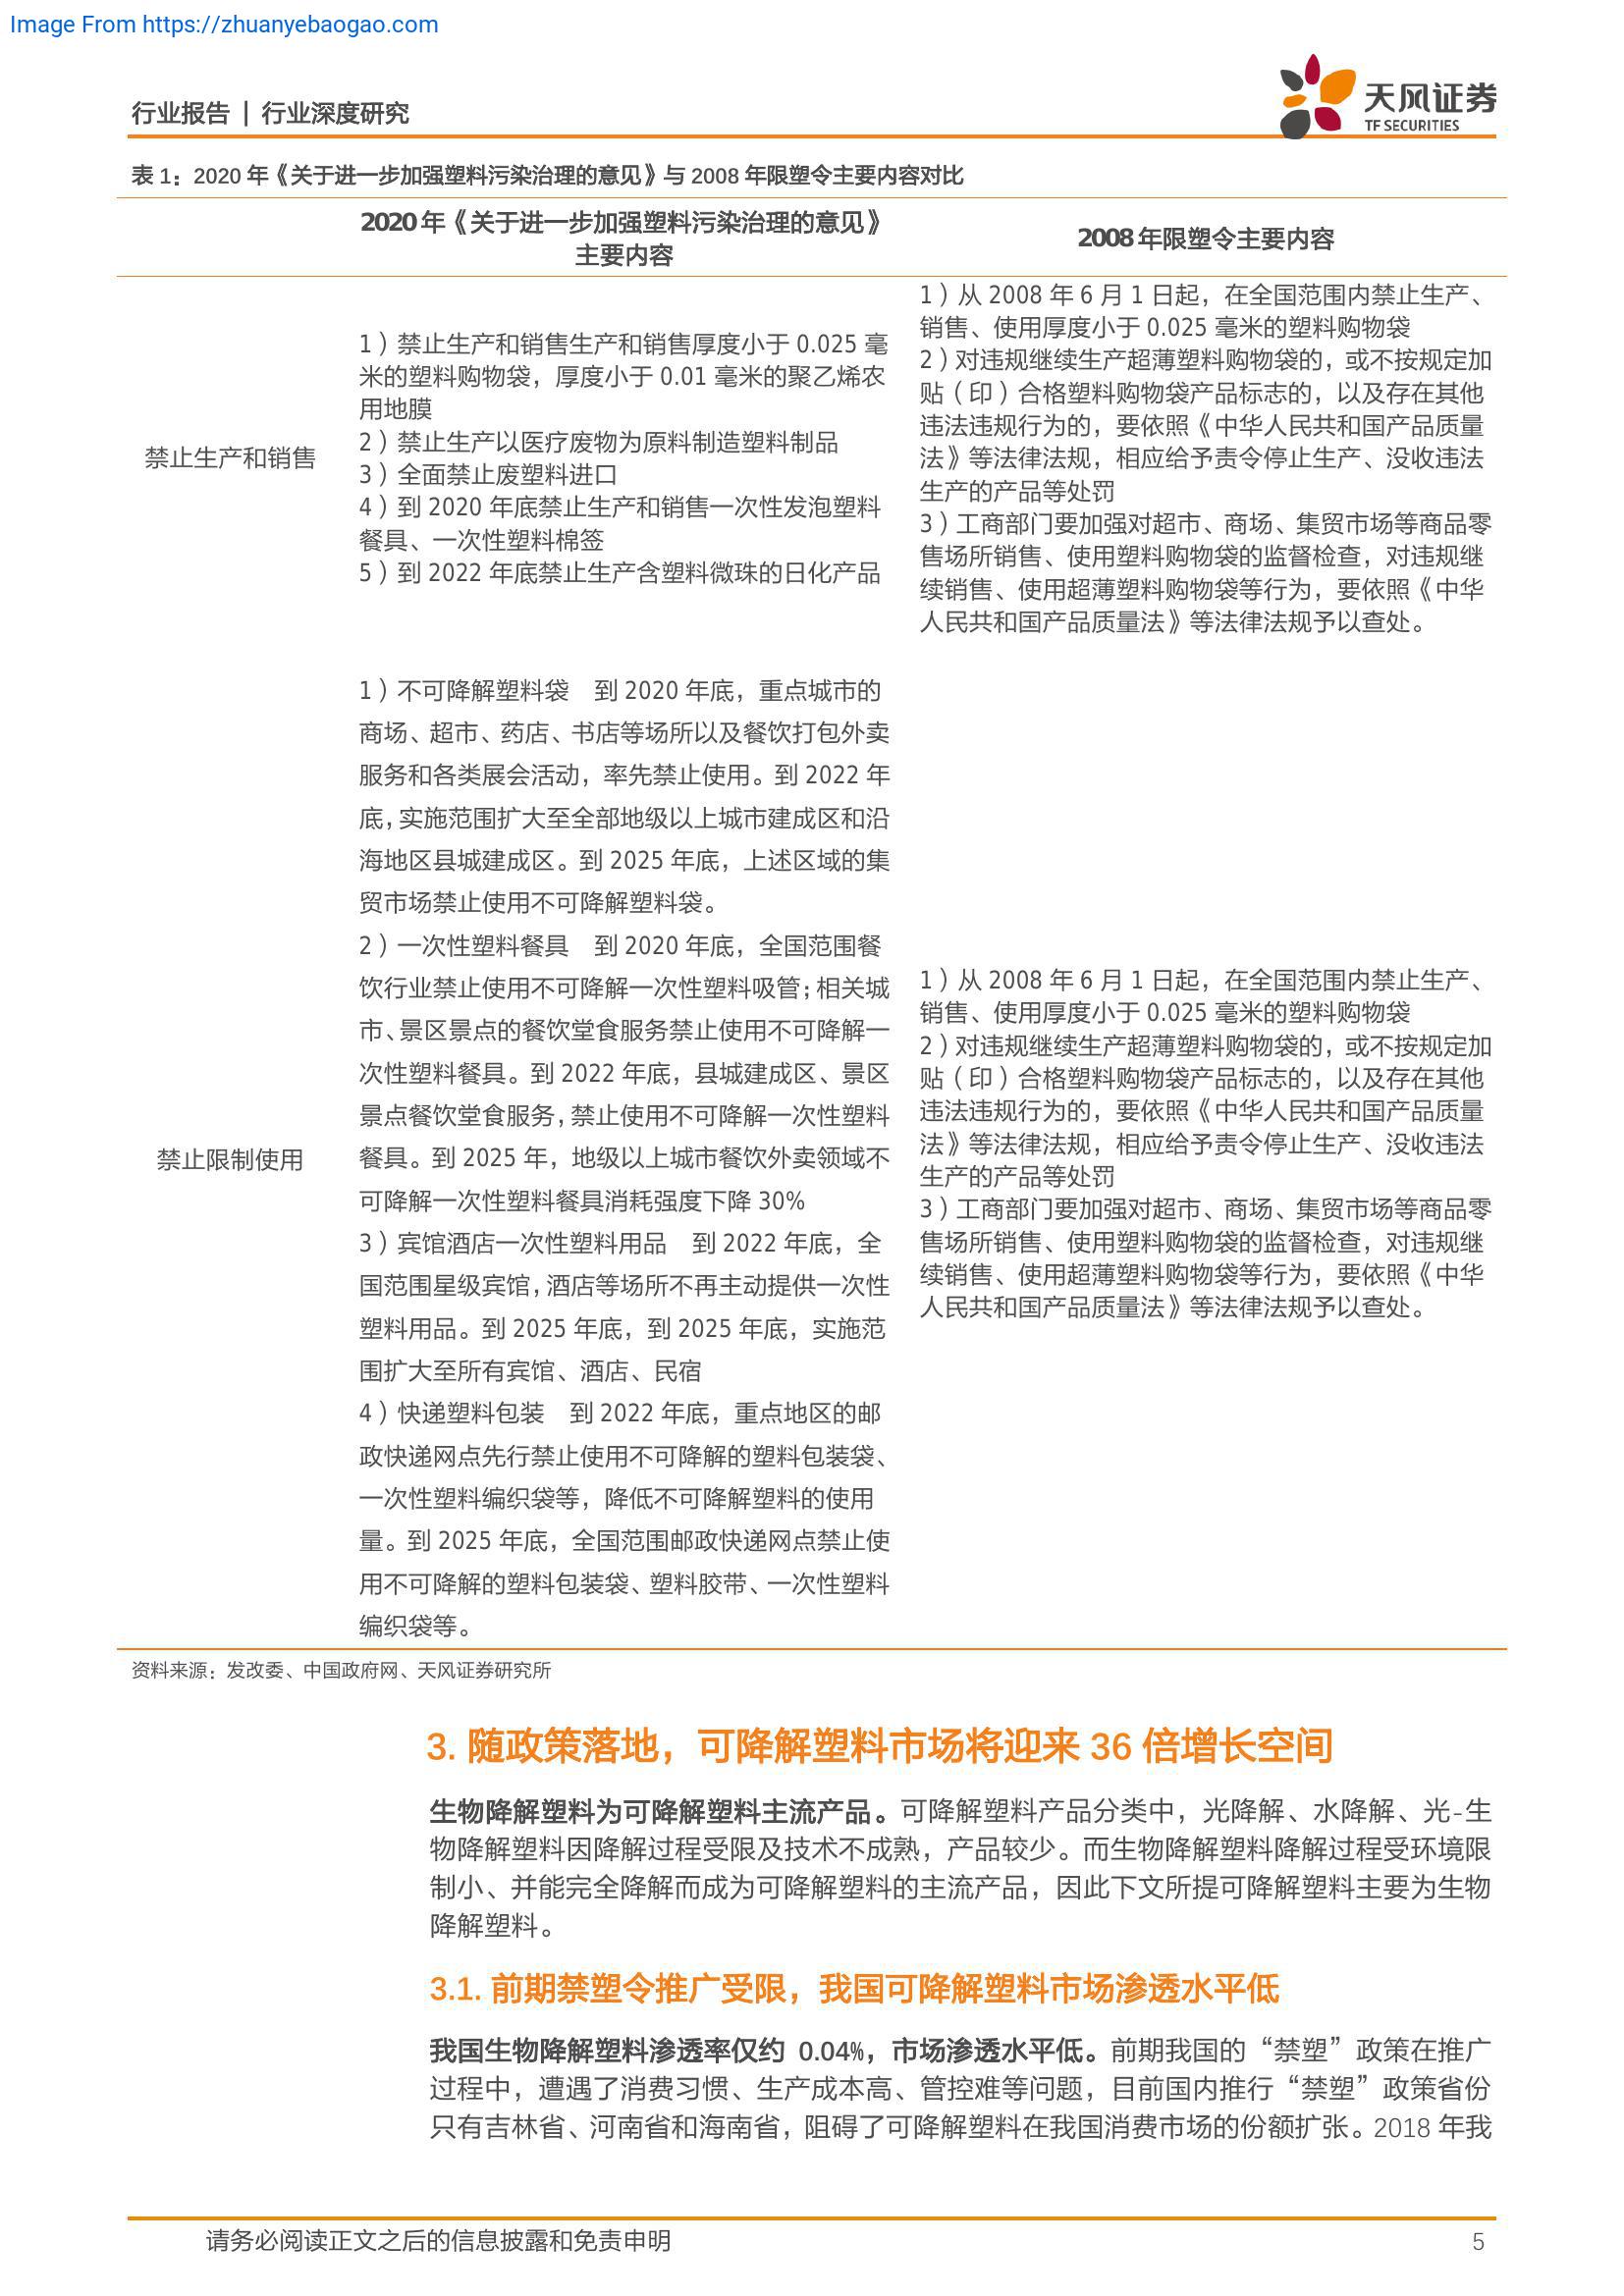 Image From https://zhuanyebaogao.com
行业报告 | 行业深度研究
天风证券
TF SECURITIES
表 1：2020 年《关于进一步加强塑料污染治理的意见》与 2008 年限塑令主要内容对比
2020 年《关于进一步加强塑料污染治理的意见》
主要内容
2008 年限塑令主要内容
禁止生产和销售
1）禁止生产和销售生产和销售厚度小于 0.025 毫
米的塑料购物袋，厚度小于 0.01 毫米的聚乙烯农
用地膜
2）禁止生产以医疗废物为原料制造塑料制品
3）全面禁止废塑料进口
4）到 2020 年底禁止生产和销售一次性发泡塑料
餐具、一次性塑料棉签
5）到 2022 年底禁止生产含塑料微珠的日化产品
1）从 2008 年 6 月 1 日起，在全国范围内禁止生产、
销售、使用厚度小于 0.025 毫米的塑料购物袋
2）对违规继续生产超薄塑料购物袋的，或不按规定加
贴（印）合格塑料购物袋产品标志的，以及存在其他
违法违规行为的，要依照《中华人民共和国产品质量
法》等法律法规，相应给予责令停止生产、没收违法
生产的产品等处罚
3）工商部门要加强对超市、商场、集贸市场等商品零
售场所销售、使用塑料购物袋的监督检查，对违规继
续销售、使用超薄塑料购物袋等行为，要依照《中华
人民共和国产品质量法》等法律法规予以查处。
禁止限制使用
1）不可降解塑料袋　到 2020 年底，重点城市的
商场、超市、药店、书店等场所以及餐饮打包外卖
服务和各类展会活动，率先禁止使用。到 2022 年
底，实施范围扩大至全部地级以上城市建成区和沿
海地区县城建成区。到 2025 年底，上述区域的集
贸市场禁止使用不可降解塑料袋。
2）一次性塑料餐具　到 2020 年底，全国范围餐
饮行业禁止使用不可降解一次性塑料吸管；相关城
市、景区景点的餐饮堂食服务禁止使用不可降解一
次性塑料餐具。到 2022 年底，县城建成区、景区
景点餐饮堂食服务，禁止使用不可降解一次性塑料
餐具。到 2025 年，地级以上城市餐饮外卖领域不
可降解一次性塑料餐具消耗强度下降 30%
3）宾馆酒店一次性塑料用品　到 2022 年底，全
国范围星级宾馆，酒店等场所不再主动提供一次性
塑料用品。到 2025 年底，到 2025 年底，实施范
围扩大至所有宾馆、酒店、民宿
4）快递塑料包装　到 2022 年底，重点地区的邮
政快递网点先行禁止使用不可降解的塑料包装袋、
一次性塑料编织袋等，降低不可降解塑料的使用
量。到 2025 年底，全国范围邮政快递网点禁止使
用不可降解的塑料包装袋、塑料胶带、一次性塑料
编织袋等。
1）从 2008 年 6 月 1 日起，在全国范围内禁止生产、
销售、使用厚度小于 0.025 毫米的塑料购物袋
2）对违规继续生产超薄塑料购物袋的，或不按规定加
贴（印）合格塑料购物袋产品标志的，以及存在其他
违法违规行为的，要依照《中华人民共和国产品质量
法》等法律法规，相应给予责令停止生产、没收违法
生产的产品等处罚
3）工商部门要加强对超市、商场、集贸市场等商品零
售场所销售、使用塑料购物袋的监督检查，对违规继
续销售、使用超薄塑料购物袋等行为，要依照《中华
人民共和国产品质量法》等法律法规予以查处。
资料来源：发改委、中国政府网、天风证券研究所
3. 随政策落地，可降解塑料市场将迎来 36 倍增长空间
生物降解塑料为可降解塑料主流产品。可降解塑料产品分类中，光降解、水降解、光-生
物降解塑料因降解过程受限及技术不成熟，产品较少。而生物降解塑料降解过程受环境限
制小、并能完全降解而成为可降解塑料的主流产品，因此下文所提可降解塑料主要为生物
降解塑料。
3.1. 前期禁塑令推广受限，我国可降解塑料市场渗透水平低
我国生物降解塑料渗透率仅约 0.04%，市场渗透水平低。前期我国的“禁塑”政策在推广
过程中，遭遇了消费习惯、生产成本高、管控难等问题，目前国内推行“禁塑”政策省份
只有吉林省、河南省和海南省，阻碍了可降解塑料在我国消费市场的份额扩张。2018 年我
请务必阅读正文之后的信息披露和免责申明
5